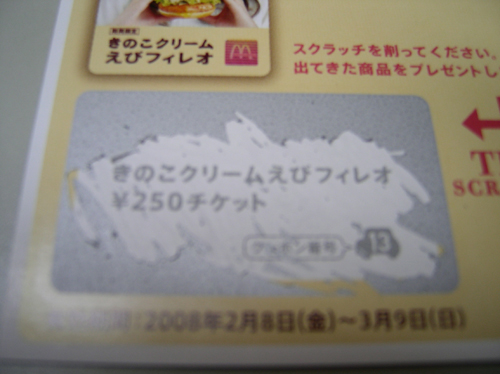 期間限定
きのこクリーム
えびフィレオ
スクラッチを削ってください。
出てきた商品をプレゼントし
きのこクリームえびフィレオ
¥250チケット
クーポン番号 13
2008年2月8日(金)～3月9日(日)